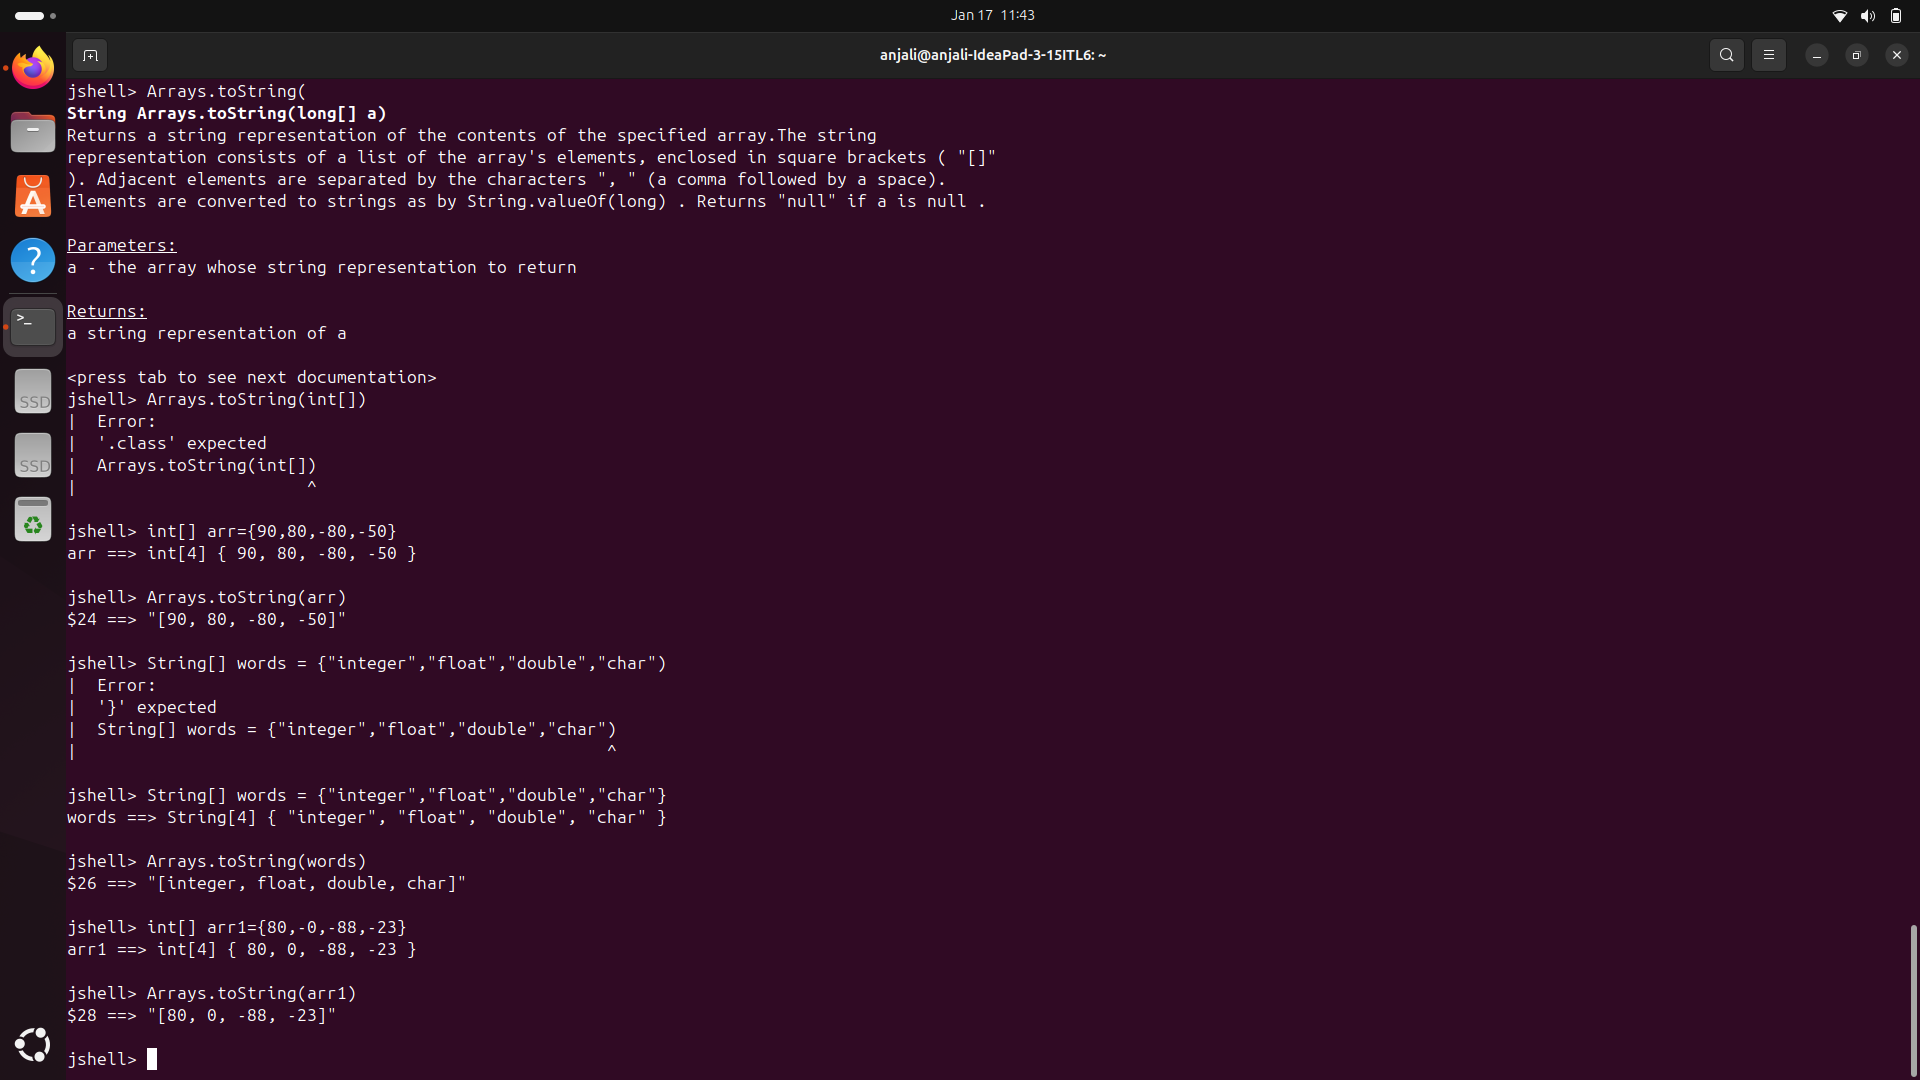 Jan 17 11:43
anjali@anjali-IdeaPad-3-15ITL6: ~
jshell> Arrays.toString(
String Arrays.toString(long[] a)
Returns a string representation of the contents of the specified array.The string
representation consists of a list of the array's elements, enclosed in square brackets ( "[]"
). Adjacent elements are separated by the characters ", " (a comma followed by a space).
Elements are converted to strings as by String.valueOf(long) . Returns "null" if a is null .
Parameters:
a - the array whose string representation to return
Returns:
a string representation of a
<press tab to see next documentation>
jshell> Arrays.toString(int[])
|  Error:
|  '.class' expected
|  Arrays.toString(int[])
|                       ^
jshell> int[] arr={90,80,-80,-50}
arr ==> int[4] { 90, 80, -80, -50 }
jshell> Arrays.toString(arr)
$24 ==> "[90, 80, -80, -50]"
jshell> String[] words = {"integer","float","double","char")
|  Error:
|  '}' expected
|  String[] words = {"integer","float","double","char")
|                                                     ^
jshell> String[] words = {"integer","float","double","char"}
words ==> String[4] { "integer", "float", "double", "char" }
jshell> Arrays.toString(words)
$26 ==> "[integer, float, double, char]"
jshell> int[] arr1={80,-0,-88,-23}
arr1 ==> int[4] { 80, 0, -88, -23 }
jshell> Arrays.toString(arr1)
$28 ==> "[80, 0, -88, -23]"
jshell>
?
>_
SSD
SSD